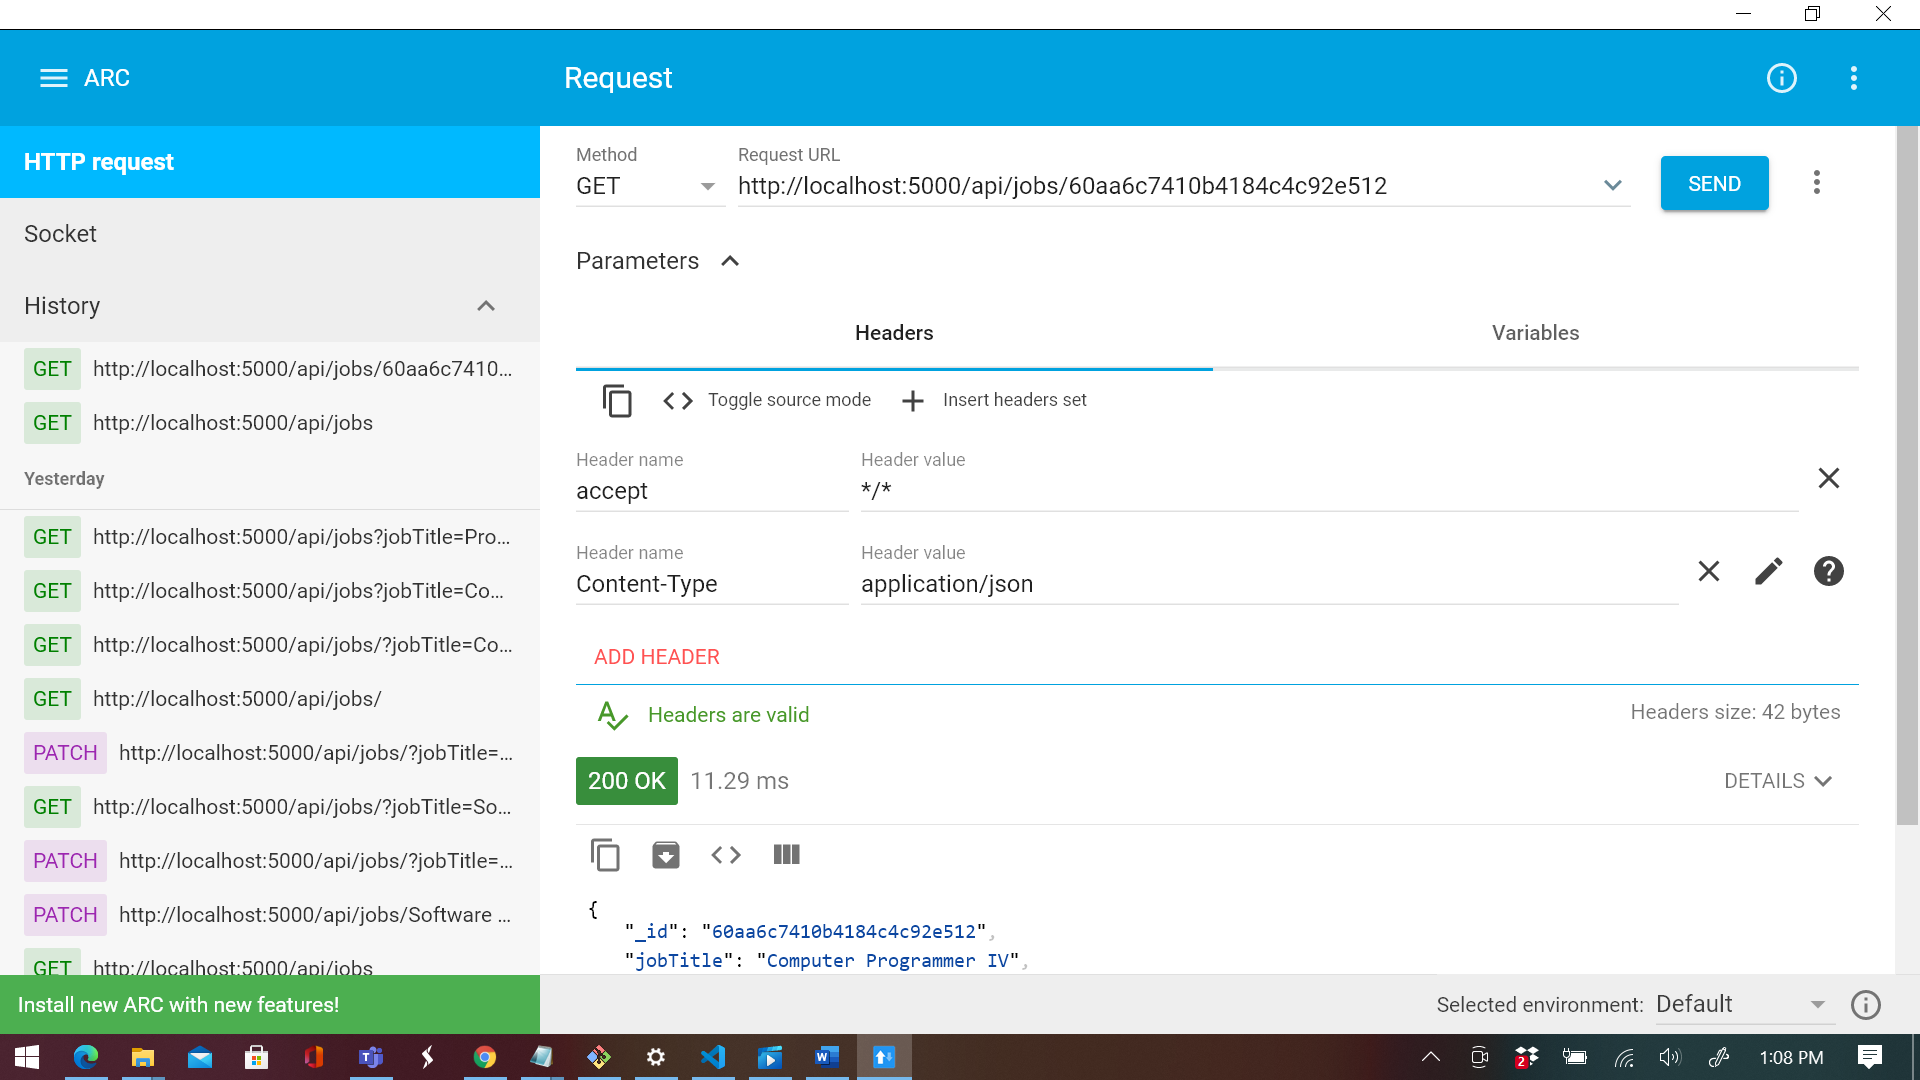 ARC
Request
HTTP request
Socket
History
GET http://localhost:5000/api/jobs/60aa6c7410...
GET http://localhost:5000/api/jobs
Yesterday
GET http://localhost:5000/api/jobs?jobTitle=Pro...
GET http://localhost:5000/api/jobs?jobTitle=Co...
GET http://localhost:5000/api/jobs/?jobTitle=Co...
GET http://localhost:5000/api/jobs/
PATCH http://localhost:5000/api/jobs/?jobTitle=...
GET http://localhost:5000/api/jobs/?jobTitle=So...
PATCH http://localhost:5000/api/jobs/?jobTitle=...
PATCH http://localhost:5000/api/jobs/Software ...
GET http://localhost:5000/api/jobs
Install new ARC with new features!
Method
GET
Request URL
http://localhost:5000/api/jobs/60aa6c7410b4184c4c92e512
SEND
Parameters
Headers
Variables
Toggle source mode
Insert headers set
Header name
accept
Header value
*/*
Header name
Content-Type
Header value
application/json
ADD HEADER
Headers are valid
Headers size: 42 bytes
200 OK 11.29 ms
DETAILS
{
"_id": "60aa6c7410b4184c4c92e512",
"jobTitle": "Computer Programmer IV",
Selected environment: Default
2
1:08 PM